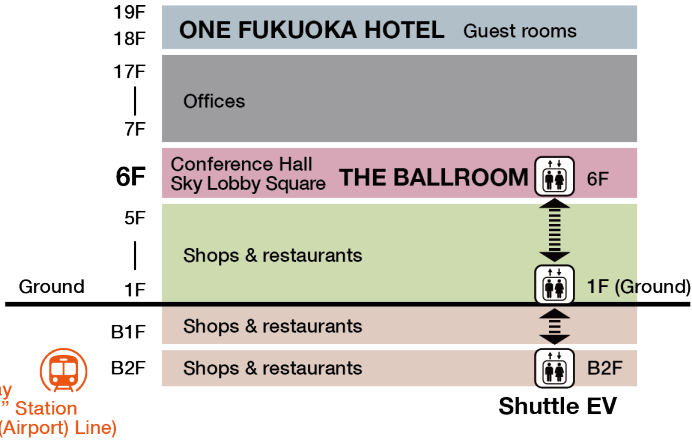 19F
18F
ONE FUKUOKA HOTEL Guest rooms
17F
7F
Offices
6F
Conference Hall
Sky Lobby Square
THE BALLROOM
6F
5F
1F
Shops & restaurants
Ground
1F (Ground)
B1F
Shops & restaurants
B2F
Shops & restaurants
B2F
” Station
(Airport) Line)
Shuttle EV